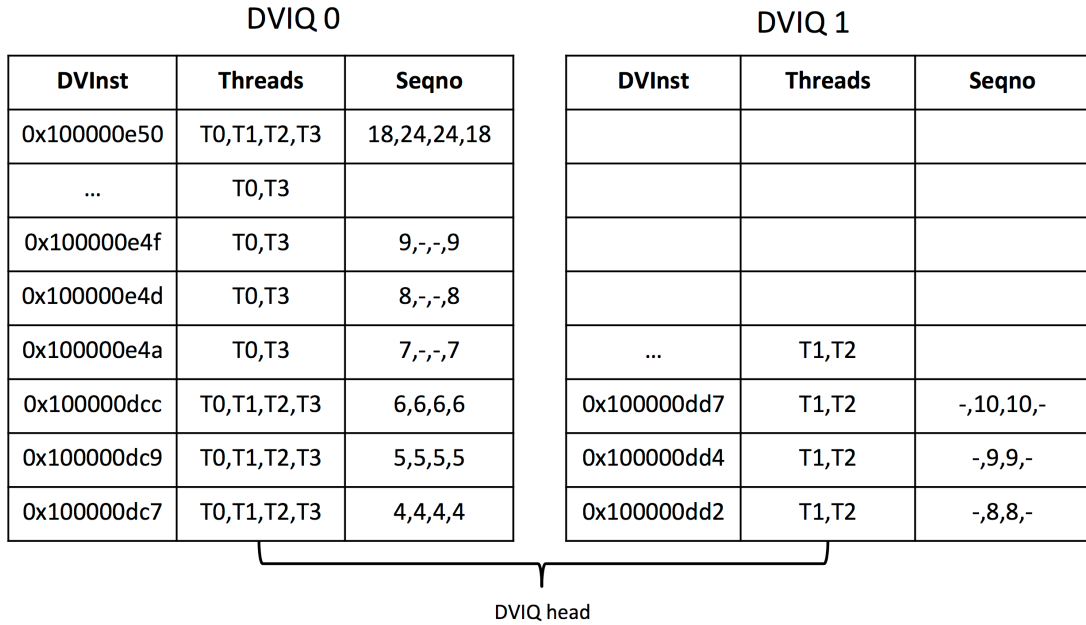 DVIQ 0
DVInst Threads Seqno
0x100000e50 T0,T1,T2,T3 18,24,24,18
... T0,T3
0x100000e4f T0,T3 9,-,-,9
0x100000e4d T0,T3 8,-,-,8
0x100000e4a T0,T3 7,-,-,7
0x100000dcc T0,T1,T2,T3 6,6,6,6
0x100000dc9 T0,T1,T2,T3 5,5,5,5
0x100000dc7 T0,T1,T2,T3 4,4,4,4
DVIQ 1
DVInst Threads Seqno
... T1,T2
0x100000dd7 T1,T2 -,10,10,-
0x100000dd4 T1,T2 -,9,9,-
0x100000dd2 T1,T2 -,8,8,-
DVIQ head